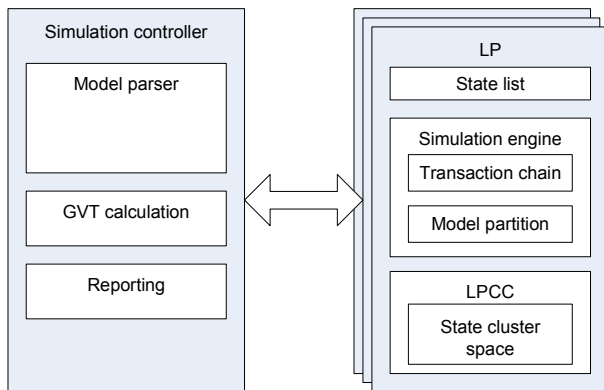 Simulation controller
Model parser
GVT calculation
Reporting
LP
State list
Simulation engine
Transaction chain
Model partition
LPCC
State cluster
space